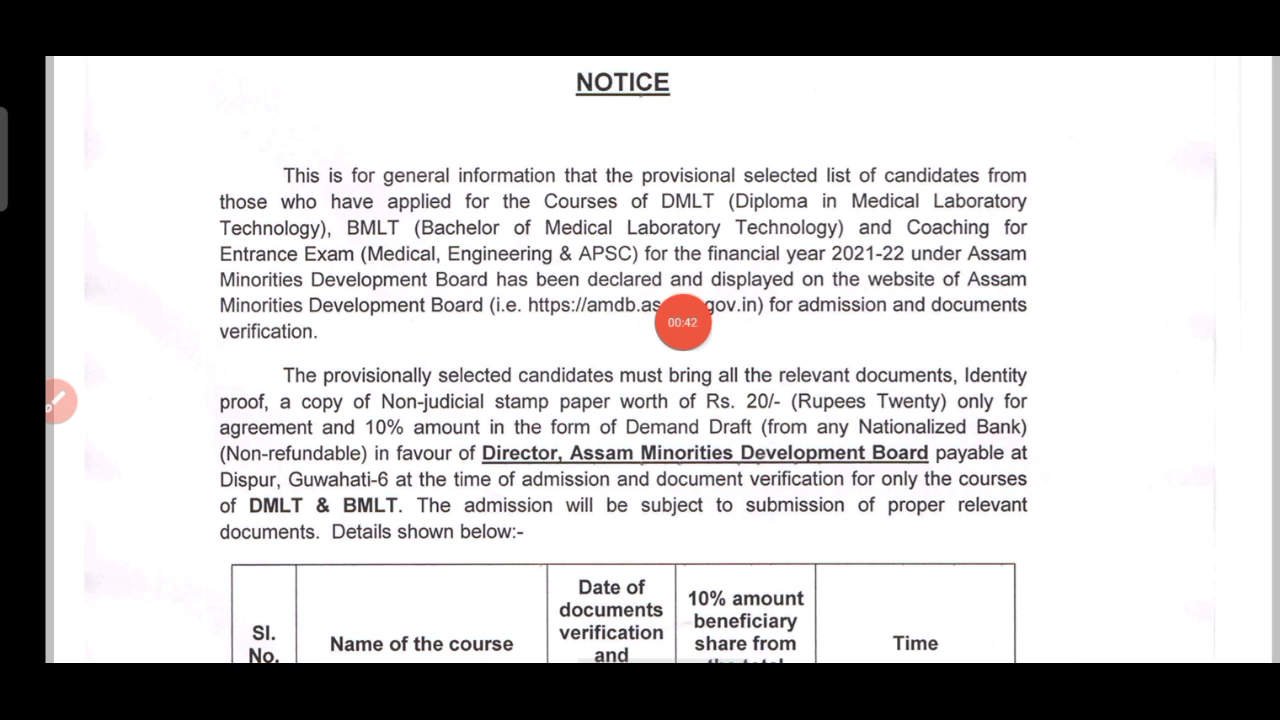 NOTICE
This is for general information that the provisional selected list of candidates from
those who have applied for the Courses of DMLT (Diploma in Medical Laboratory
Technology), BMLT (Bachelor of Medical Laboratory Technology) and Coaching for
Entrance Exam (Medical, Engineering & APSC) for the financial year 2021-22 under Assam
Minorities Development Board has been declared and displayed on the website of Assam
Minorities Development Board (i.e. https://amdb.as gov.in) for admission and documents
00:42
verification.
The provisionally selected candidates must bring all the relevant documents, Identity
proof, a copy of Non-judicial stamp paper worth of Rs. 20/- (Rupees Twenty) only for
agreement and 10% amount in the form of Demand Draft (from any Nationalized Bank)
(Non-refundable) in favour of Director, Assam Minorities Development Board payable at
Dispur, Guwahati-6 at the time of admission and document verification for only the courses
of DMLT & BMLT. The admission will be subject to submission of proper relevant
documents. Details shown below:-
Sl.
No.
Name of the course
Date of
documents
verification
and
10% amount
beneficiary
share from
the total
Time